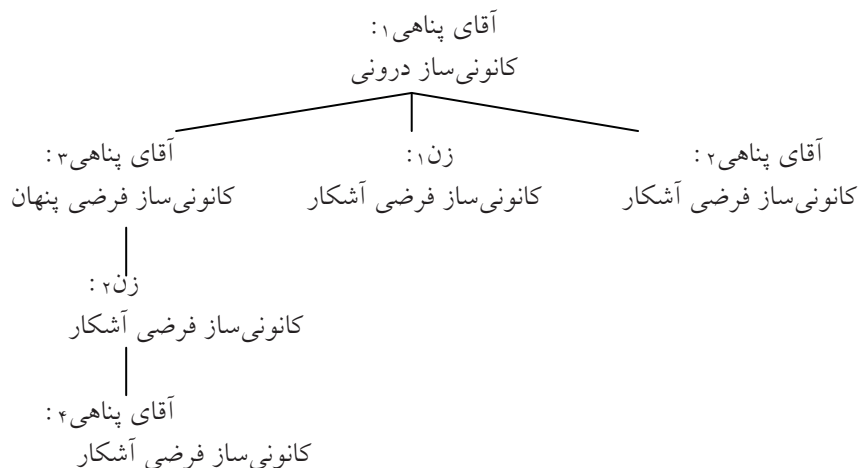 آقای پناهی۱:
کانونی‌ساز درونی
آقای پناهی۲ :
کانونی‌ساز فرضی آشکار
زن۱:
کانونی‌ساز فرضی آشکار
آقای پناهی۳ :
کانونی‌ساز فرضی پنهان
زن۲ :
کانونی‌ساز فرضی آشکار
آقای پناهی۴ :
کانونی‌ساز فرضی آشکار